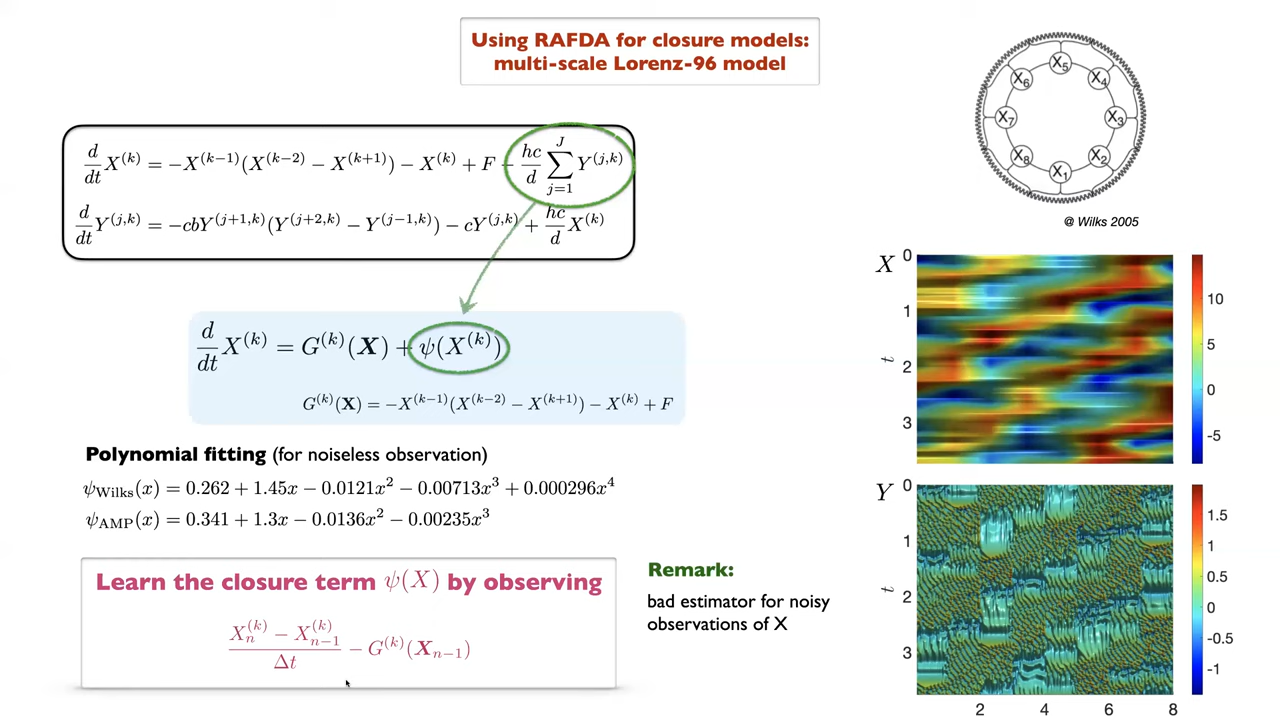 Using RAFDA for closure models:
multi-scale Lorenz-96 model
d/dt X^(k) = −X^(k−1)(X^(k−2) − X^(k+1)) − X^(k) + F − hc/d ∑_{j=1}^{J} Y^(j,k)
d/dt Y^(j,k) = −cbY^(j+1,k)(Y^(j+2,k) − Y^(j−1,k)) − cY^(j,k) + hc/d X^(k)
d/dt X^(k) = G^(k)(X) + ψ(X^(k))
G^(k)(X) = −X^(k−1)(X^(k−2) − X^(k+1)) − X^(k) + F
Polynomial fitting (for noiseless observation)
ψ_Wilks(x) = 0.262 + 1.45x − 0.0121x² − 0.00713x³ + 0.000296x⁴
ψ_AMP(x) = 0.341 + 1.3x − 0.0136x² − 0.00235x³
Learn the closure term ψ(X) by observing
(X_n^(k) − X_{n−1}^(k))/Δt − G^(k)(X_{n−1})
Remark:
bad estimator for noisy
observations of X
X5
X6
X4
X7
X3
X8
X2
X1
@ Wilks 2005
X
0
1
2
3
t
10
5
0
-5
Y
0
1
2
3
t
1.5
1
0.5
0
-0.5
-1
2 4 6 8